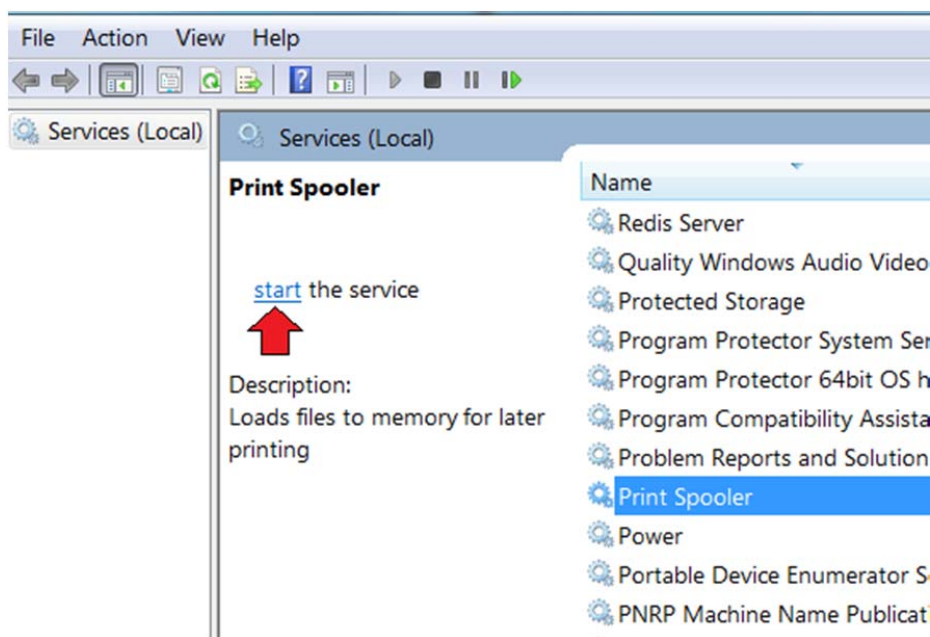 File Action View Help
Services (Local)
Services (Local)
Print Spooler
start the service
Description:
Loads files to memory for later
printing
Name
Redis Server
Quality Windows Audio Video
Protected Storage
Program Protector System Ser
Program Protector 64bit OS h
Program Compatibility Assista
Problem Reports and Solution
Print Spooler
Power
Portable Device Enumerator S
PNRP Machine Name Publicat